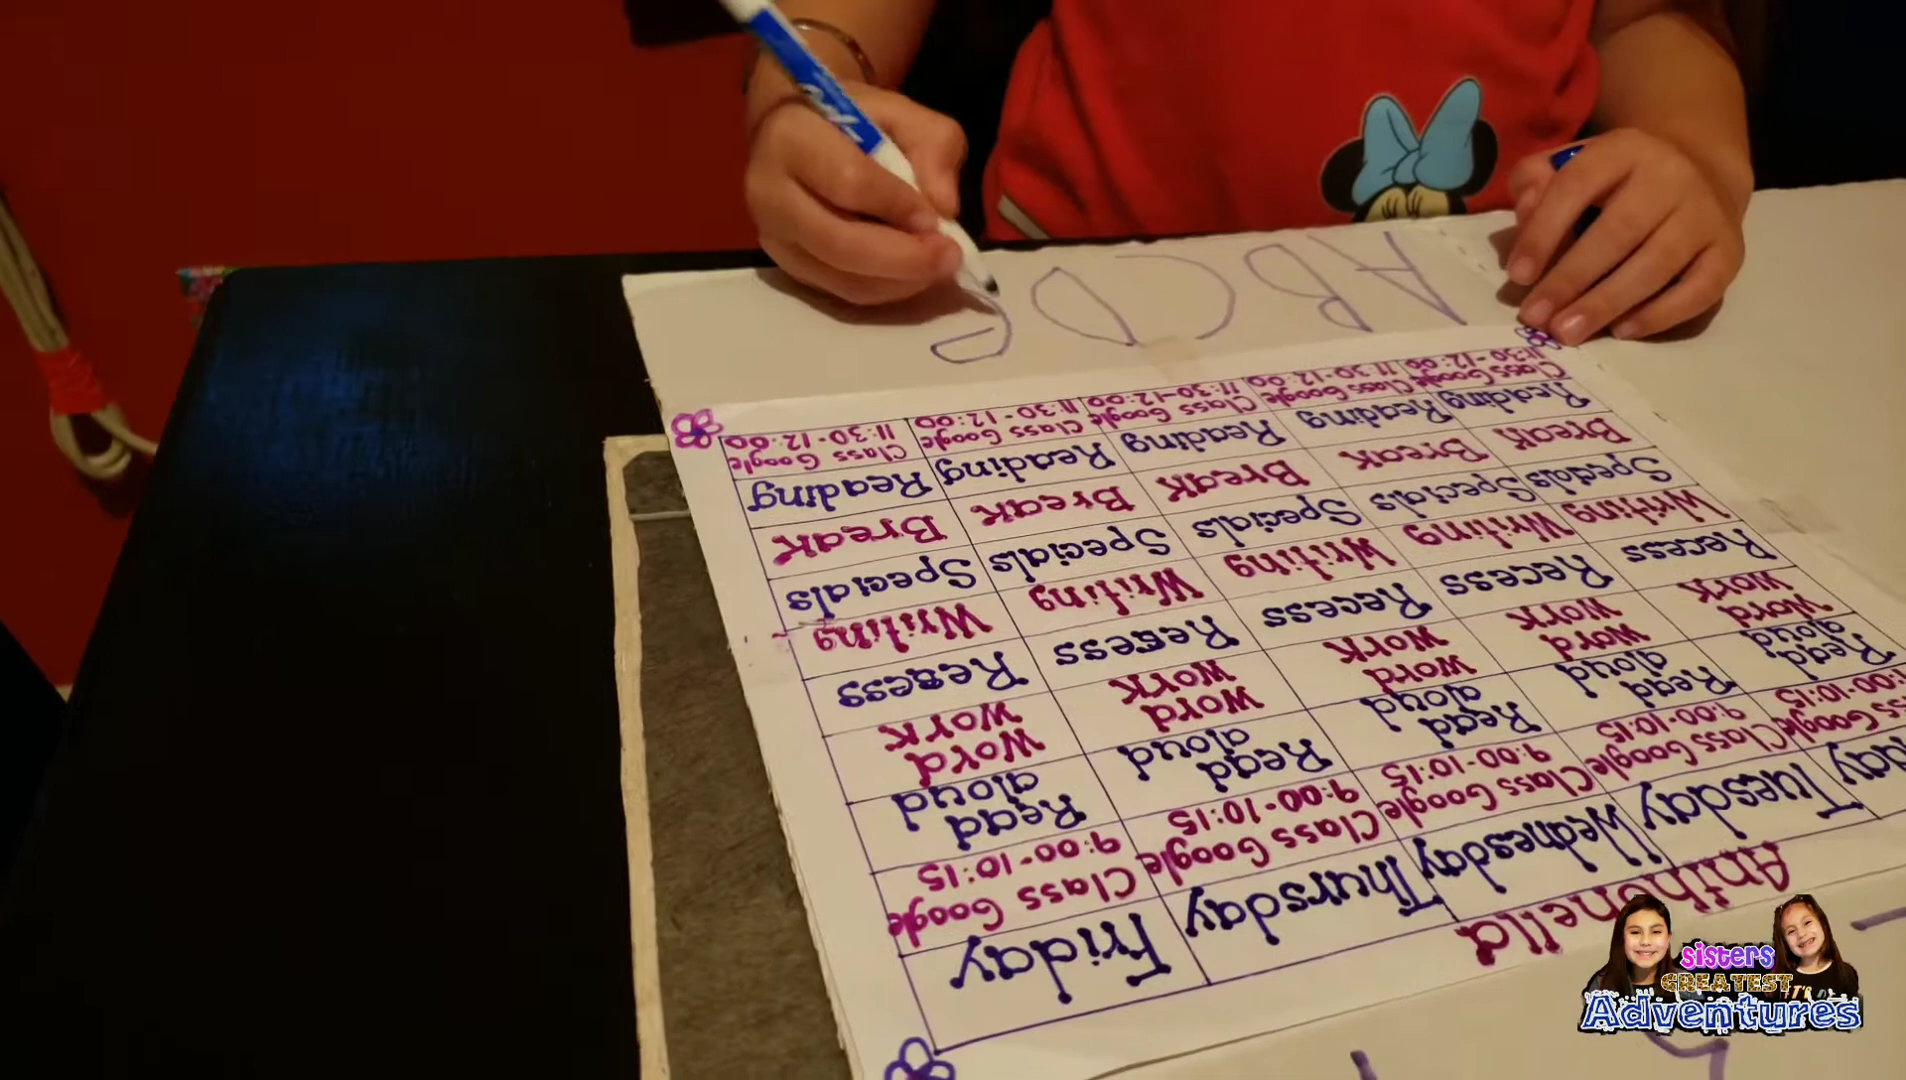 Anthonella
Tuesday Wednesday Thursday Friday
Google Class Google Class Google Class Google Class Google
:00-10:15 9:00-10:15 9:00-10:15 9:00-10:15 9:00-10:15
Read Read Read Read Read
aloud aloud aloud aloud aloud
word word word word word
work work work work work
Recess Recess Recess Recess Recess
Writing Writing Writing Writing Writing
Specials Specials Specials Specials Specials
Break Break Break Break Break
Reading Reading Reading Reading Reading
Class Google Class Google Class Google Class Google Class Google
11:30-12:00 11:30-12:00 11:30-12:00 11:30-12:00 11:30-12:00
A B C D
sisters
GREATEST
Adventures